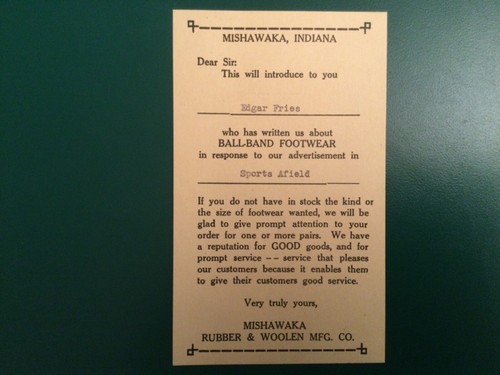 MISHAWAKA, INDIANA
Dear Sir:
This will introduce to you
Edgar Fries
who has written us about
BALL-BAND FOOTWEAR
in response to our advertisement in
Sports Afield
If you do not have in stock the kind or
the size of footwear wanted, we will be
glad to give prompt attention to your
order for one or more pairs. We have
a reputation for GOOD goods, and for
prompt service -- service that pleases
our customers because it enables them
to give their customers good service.
Very truly yours,
MISHAWAKA
RUBBER & WOOLEN MFG. CO.